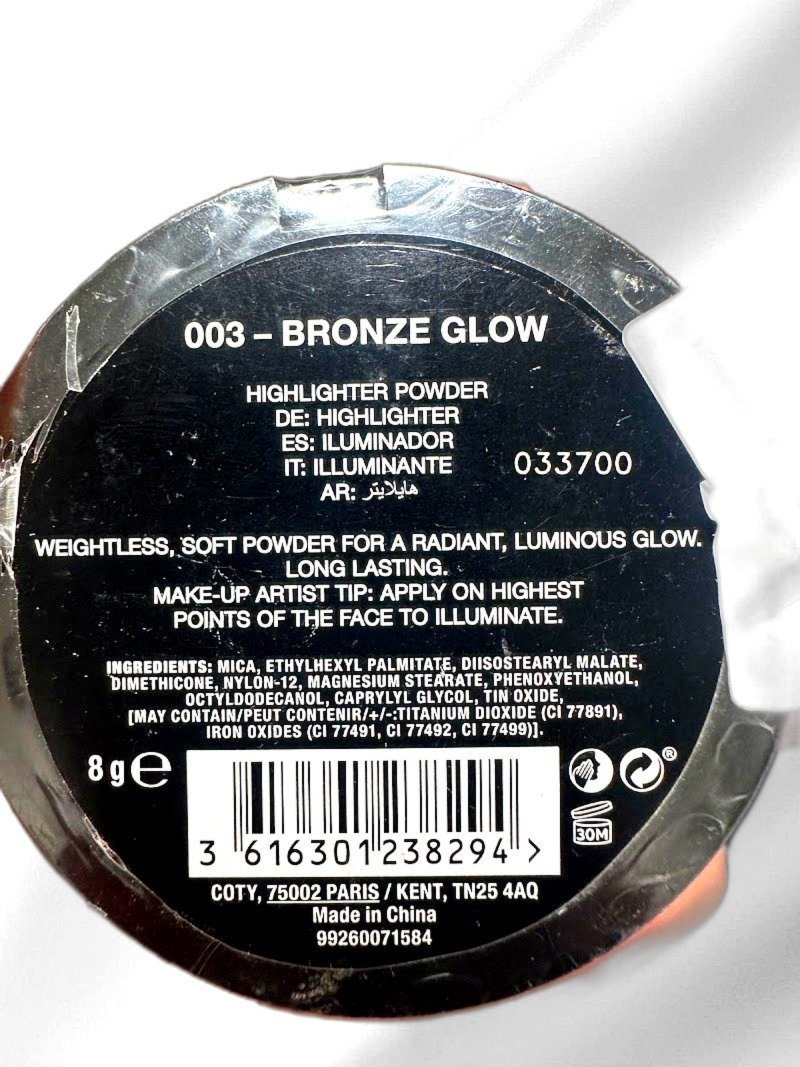 003 – BRONZE GLOW
HIGHLIGHTER POWDER
DE: HIGHLIGHTER
ES: ILUMINADOR
IT: ILLUMINANTE
033700
AR: هايلايتر
WEIGHTLESS, SOFT POWDER FOR A RADIANT, LUMINOUS GLOW.
LONG LASTING.
MAKE-UP ARTIST TIP: APPLY ON HIGHEST
POINTS OF THE FACE TO ILLUMINATE.
INGREDIENTS: MICA, ETHYLHEXYL PALMITATE, DIISOSTEARYL MALATE,
DIMETHICONE, NYLON-12, MAGNESIUM STEARATE, PHENOXYETHANOL,
OCTYLDODECANOL, CAPRYLYL GLYCOL, TIN OXIDE,
[MAY CONTAIN/PEUT CONTENIR/+/-:TITANIUM DIOXIDE (CI 77891),
IRON OXIDES (CI 77491, CI 77492, CI 77499)].
8 g e
®
30M
3 616301 238294 >
COTY, 75002 PARIS / KENT, TN25 4AQ
Made in China
99260071584